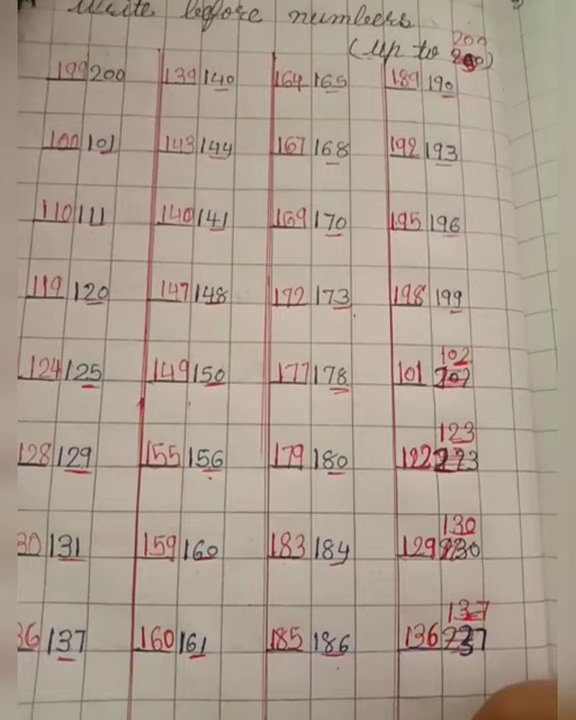 Write before numbers
(up to 200)
199 200 139 140 164 165 189 190
100 101 143 144 167 168 192 193
110 111 140 141 169 170 195 196
119 120 147 148 172 173 198 199
124 125 149 150 177 178 101 102
128 129 155 156 179 180 122 123
30 131 159 160 183 184 129 130
36 137 160 161 185 186 136 137